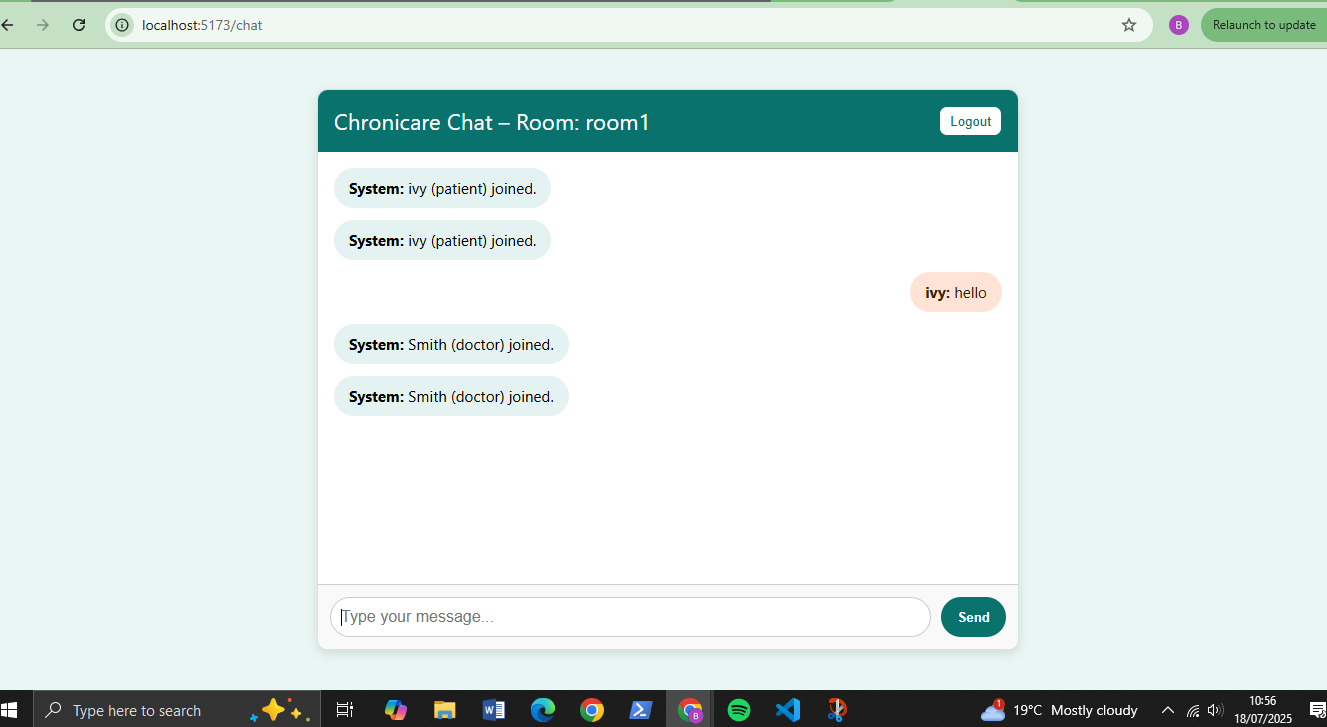 localhost:5173/chat
B
Relaunch to update
Chronicare Chat – Room: room1
Logout
System: ivy (patient) joined.
System: ivy (patient) joined.
ivy: hello
System: Smith (doctor) joined.
System: Smith (doctor) joined.
Type your message...
Send
Type here to search
W
B
1
19°C Mostly cloudy
10:56
18/07/2025